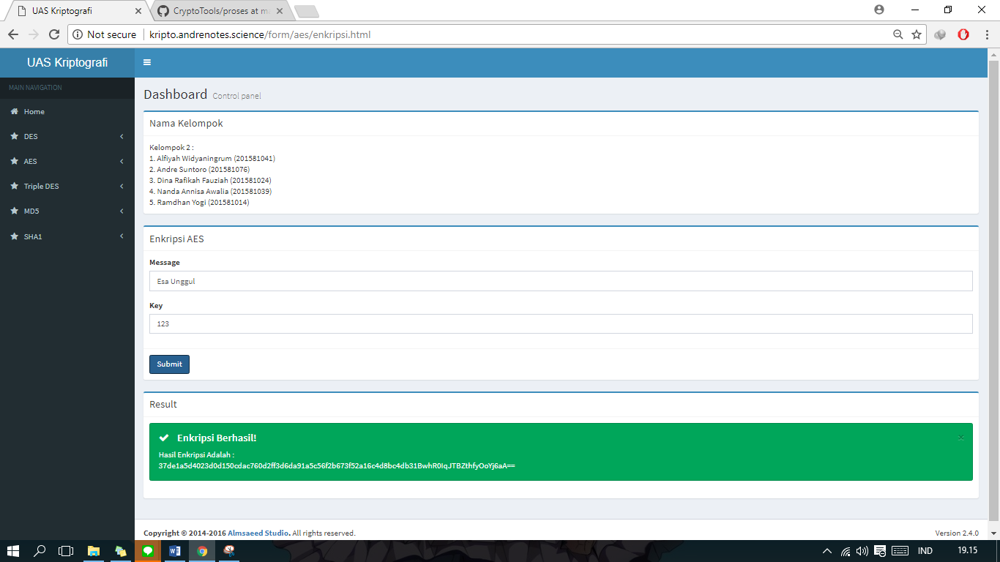 UAS Kriptografi
CryptoTools/proses at ma
Not secure
kripto.andrenotes.science/form/aes/enkripsi.html
UAS Kriptografi
MAIN NAVIGATION
Home
DES
AES
Triple DES
MD5
SHA1
Dashboard Control panel
Nama Kelompok
Kelompok 2 :
1. Alfiyah Widyaningrum (201581041)
2. Andre Suntoro (201581076)
3. Dina Rafikah Fauziah (201581024)
4. Nanda Annisa Awalia (201581039)
5. Ramdhan Yogi (201581014)
Enkripsi AES
Message
Esa Unggul
Key
123
Submit
Result
Enkripsi Berhasil!
×
Hasil Enkripsi Adalah :
37de1a5d4023d0d150cdac760d2ff3d6da91a5c56f2b673f52a16c4d8bc4db31BwhR0IqJTBZthfyOoYj6aA==
Copyright © 2014-2016 Almsaeed Studio. All rights reserved.
Version 2.4.0
IND
19.15